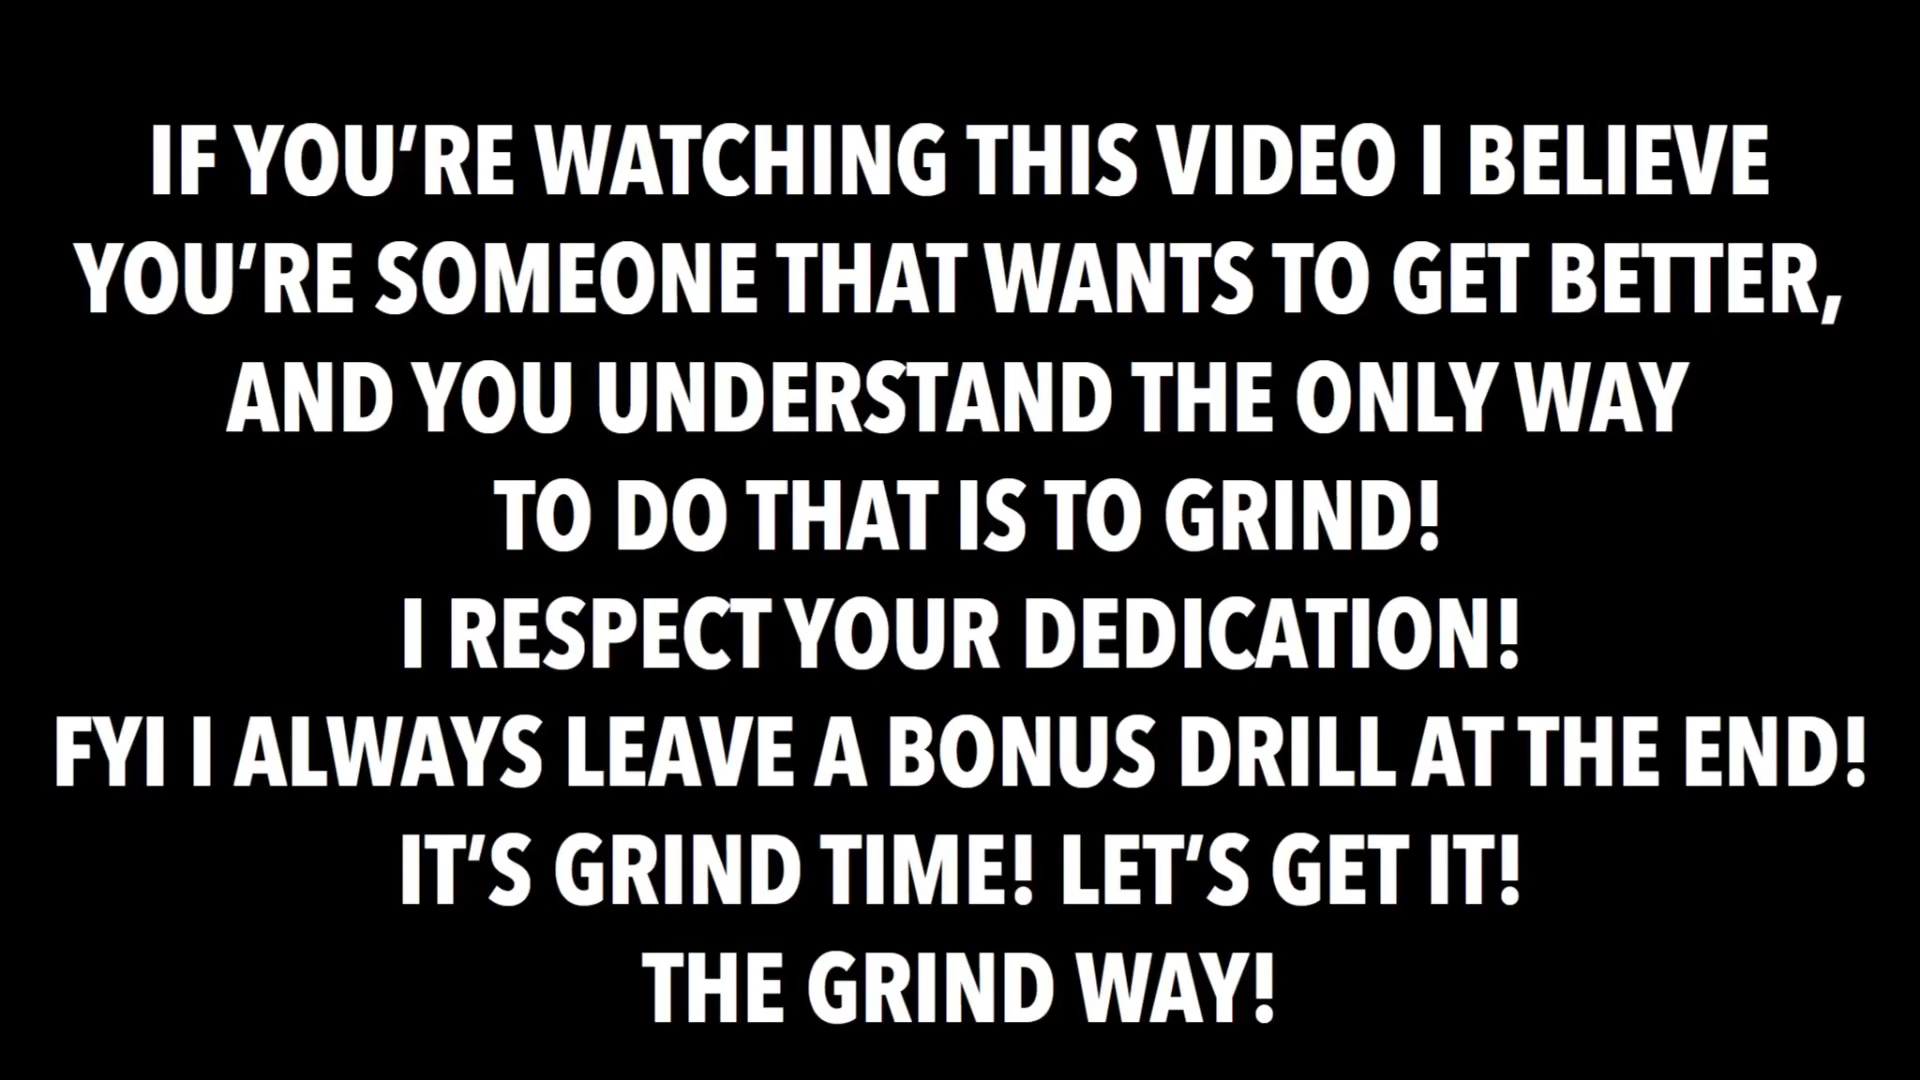 IF YOU’RE WATCHING THIS VIDEO I BELIEVE
YOU’RE SOMEONE THAT WANTS TO GET BETTER,
AND YOU UNDERSTAND THE ONLY WAY
TO DO THAT IS TO GRIND!
I RESPECT YOUR DEDICATION!
FYI I ALWAYS LEAVE A BONUS DRILL AT THE END!
IT’S GRIND TIME! LET’S GET IT!
THE GRIND WAY!